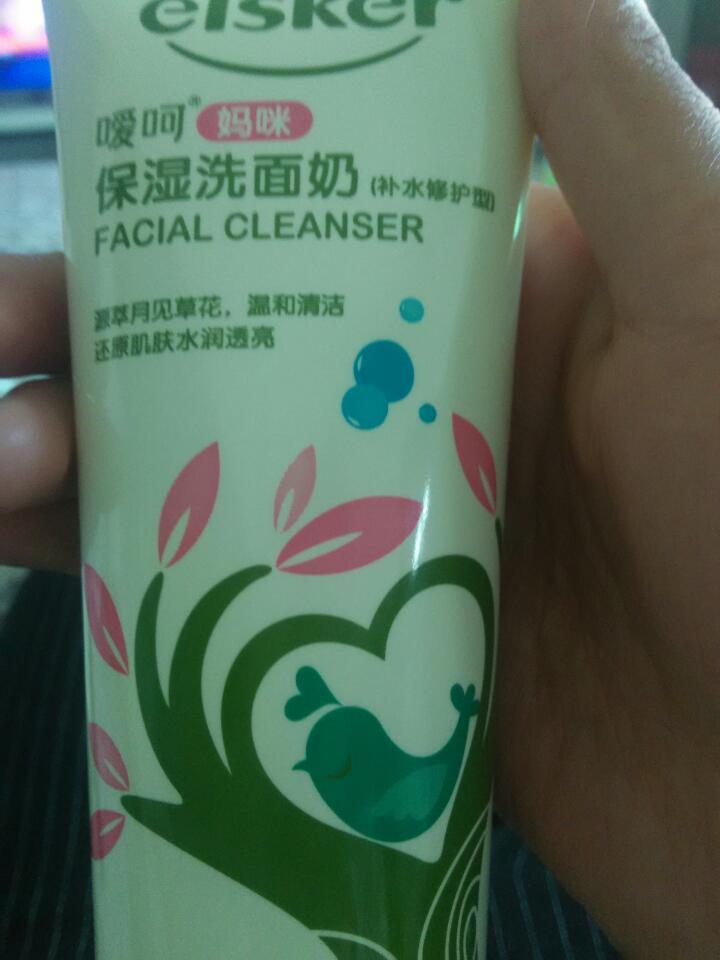 elsker
嗳呵® 妈咪
保湿洗面奶 (补水修护型)
FACIAL CLEANSER
源萃月见草花，温和清洁
还原肌肤水润透亮